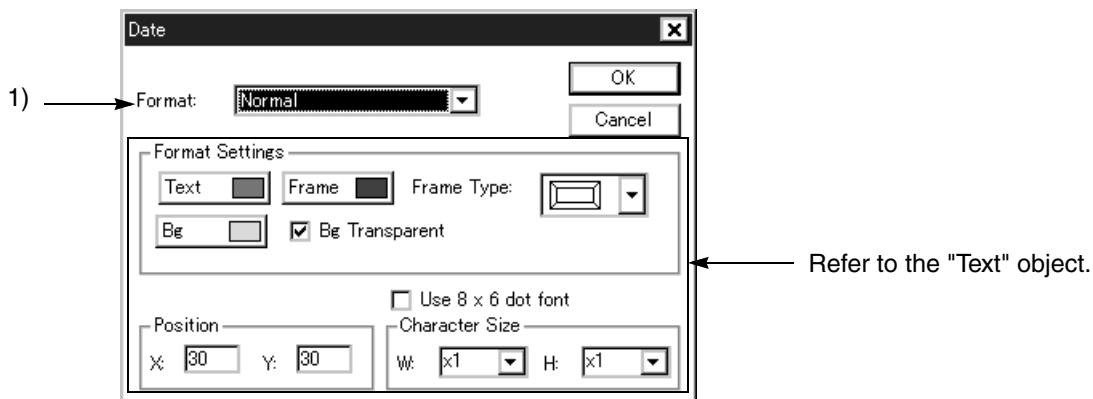 Date
OK
1)
Format: Normal
Cancel
Format Settings
Text Frame Frame Type:
Bg Bg Transparent
Refer to the "Text" object.
Use 8 x 6 dot font
Position Character Size
X: 30 Y: 30 W: x1 H: x1